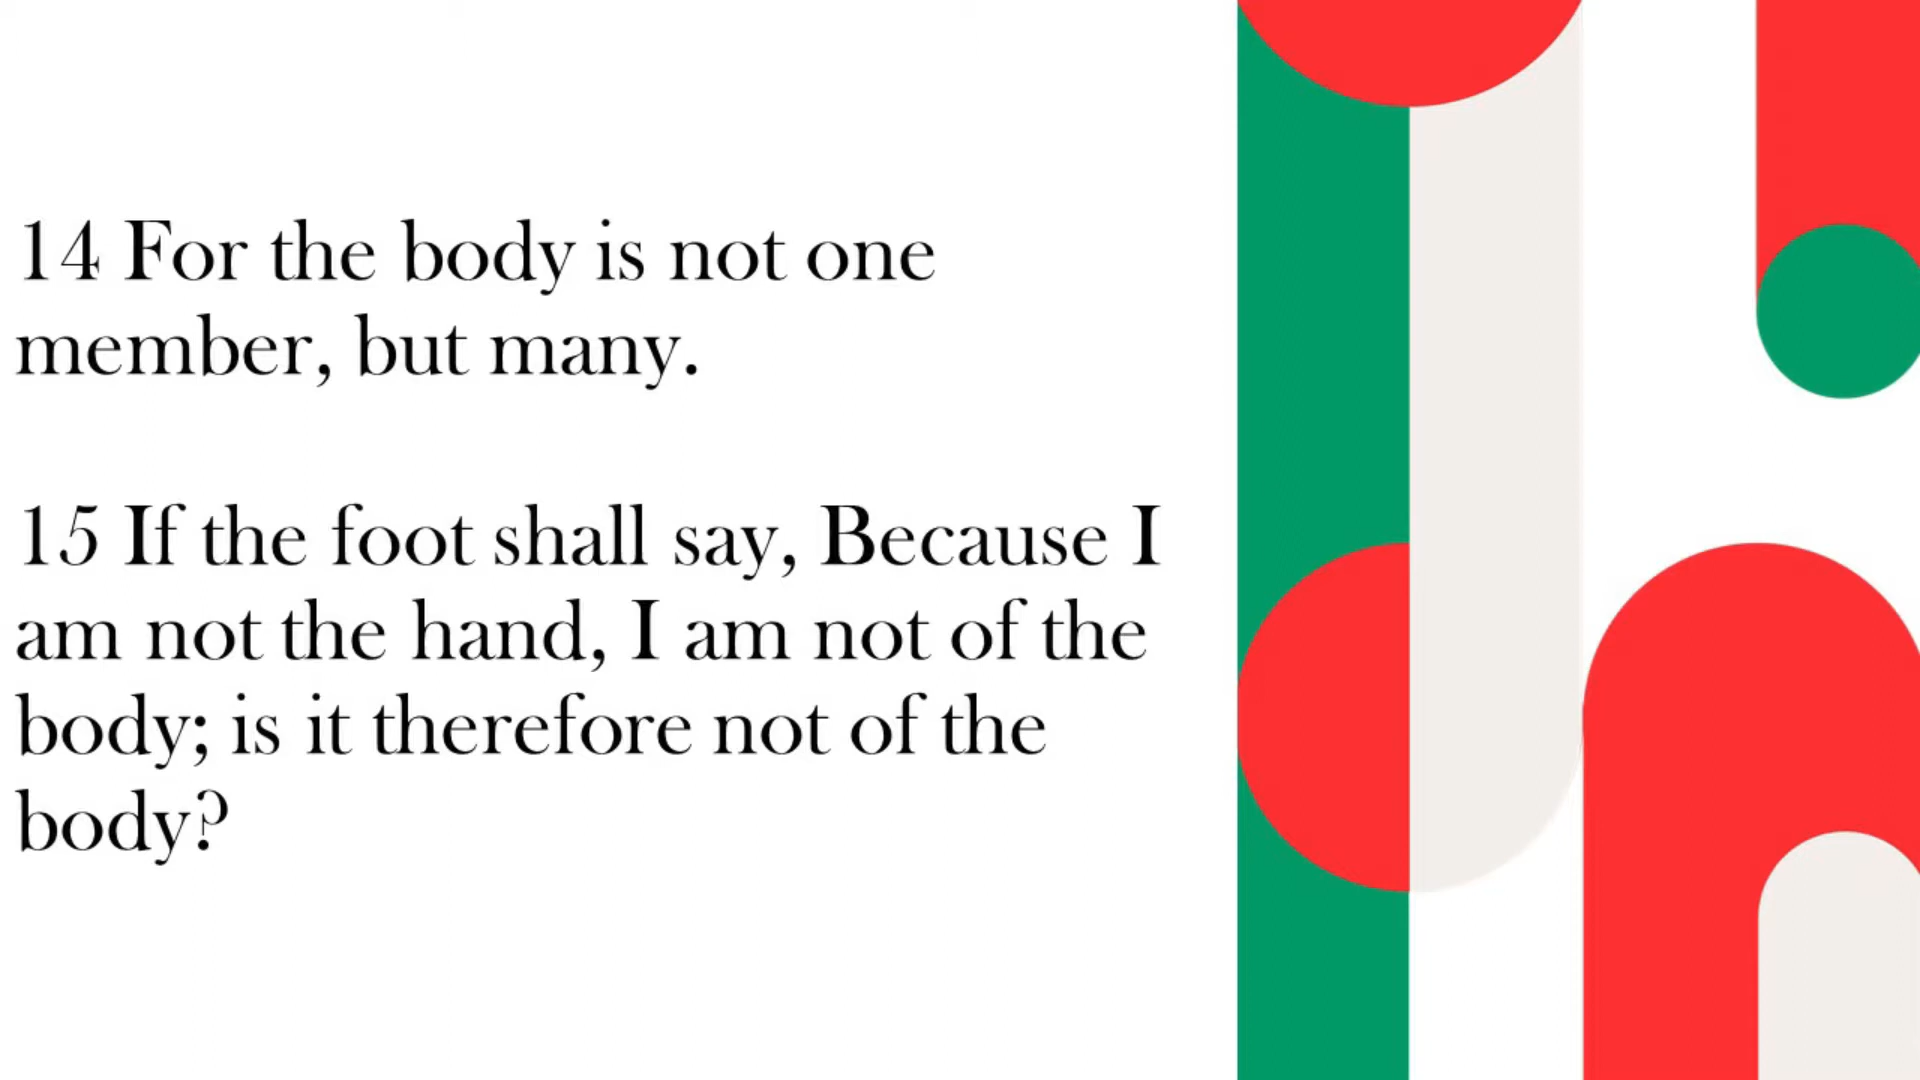 14 For the body is not one
member, but many.
15 If the foot shall say, Because I
am not the hand, I am not of the
body; is it therefore not of the
body?